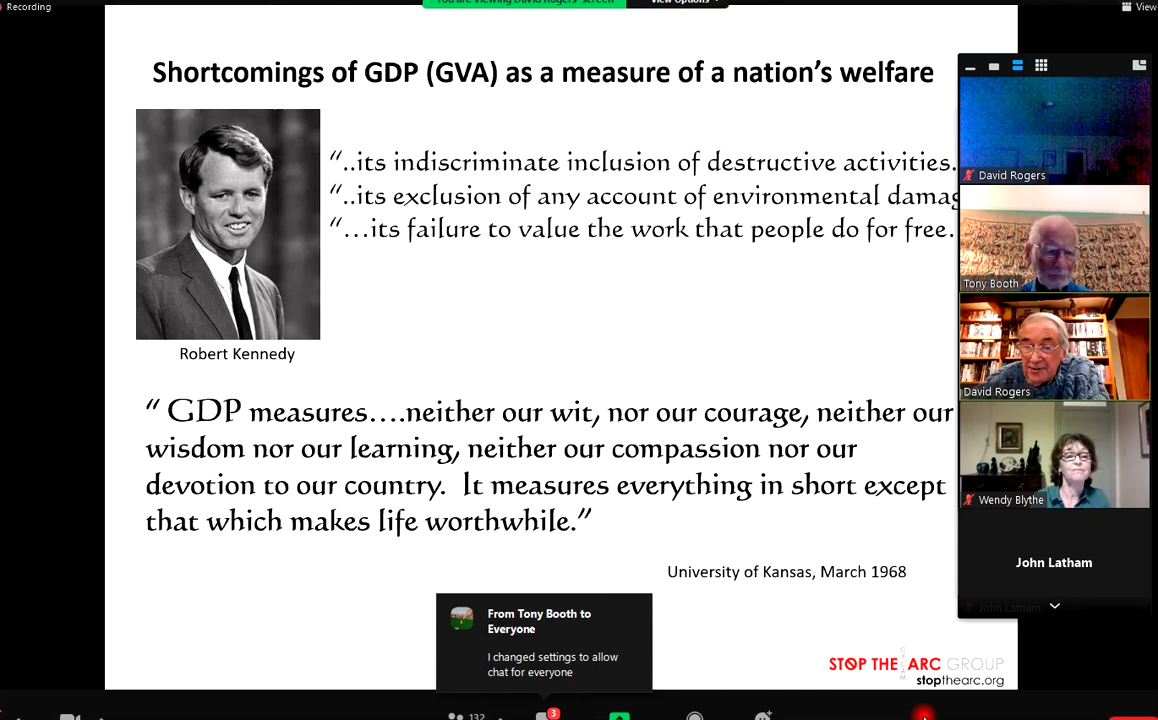 Recording
You are viewing David Rogers' screen
View Options
View
Shortcomings of GDP (GVA) as a measure of a nation's welfare
"..its indiscriminate inclusion of destructive activities.
"..its exclusion of any account of environmental damag
"...its failure to value the work that people do for free.
Robert Kennedy
" GDP measures....neither our wit, nor our courage, neither our
wisdom nor our learning, neither our compassion nor our
devotion to our country. It measures everything in short except
that which makes life worthwhile."
University of Kansas, March 1968
David Rogers
Tony Booth
David Rogers
Wendy Blythe
John Latham
John Latham
From Tony Booth to
Everyone
I changed settings to allow
chat for everyone
STOP THE ARC GROUP
stopthearc.org
132
3